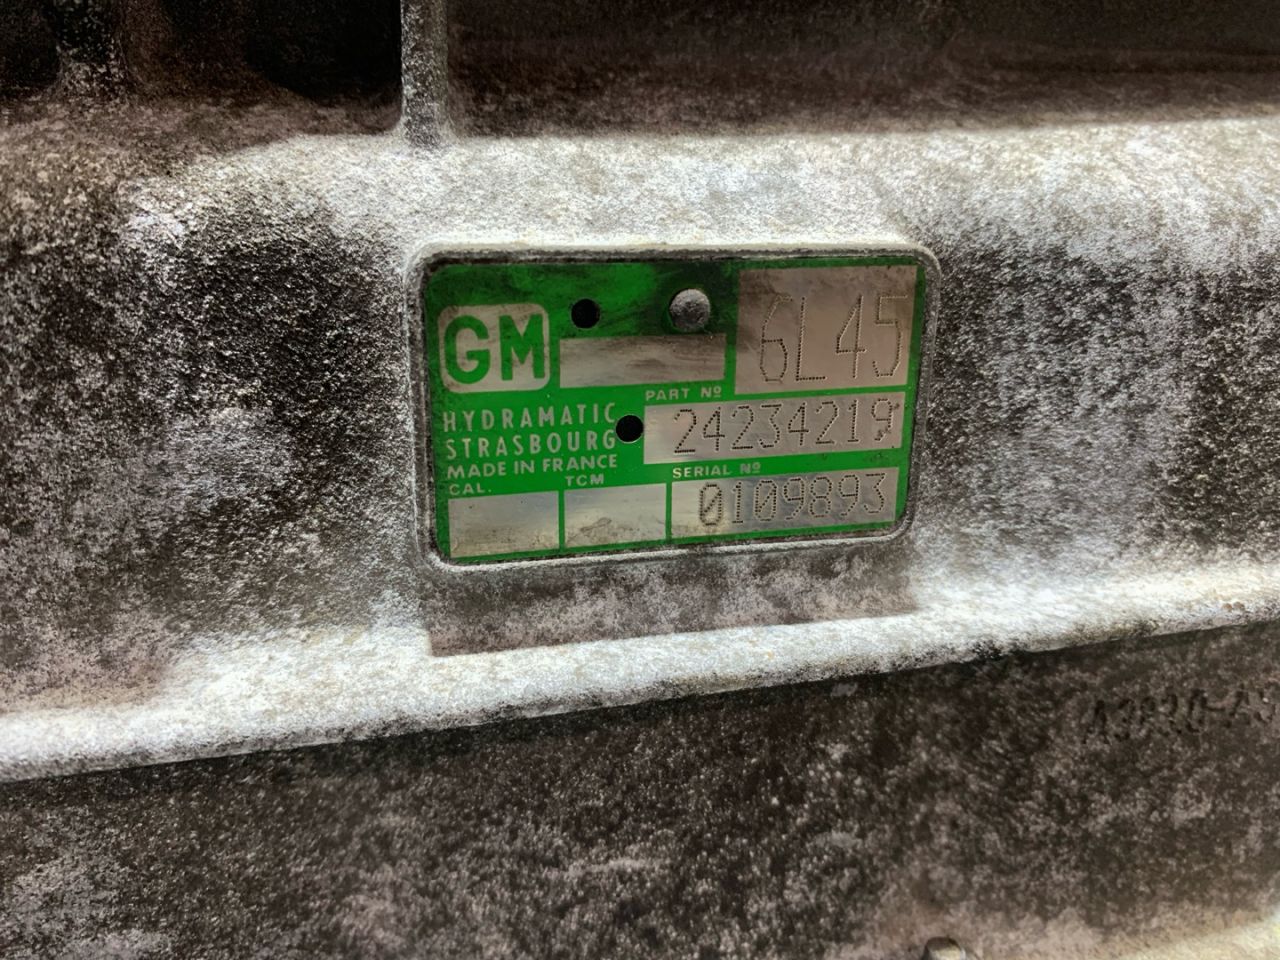 GM
6L45
PART Nº
HYDRAMATIC
STRASBOURG
24234219
MADE IN FRANCE
CAL.
TCM
SERIAL Nº
0109893